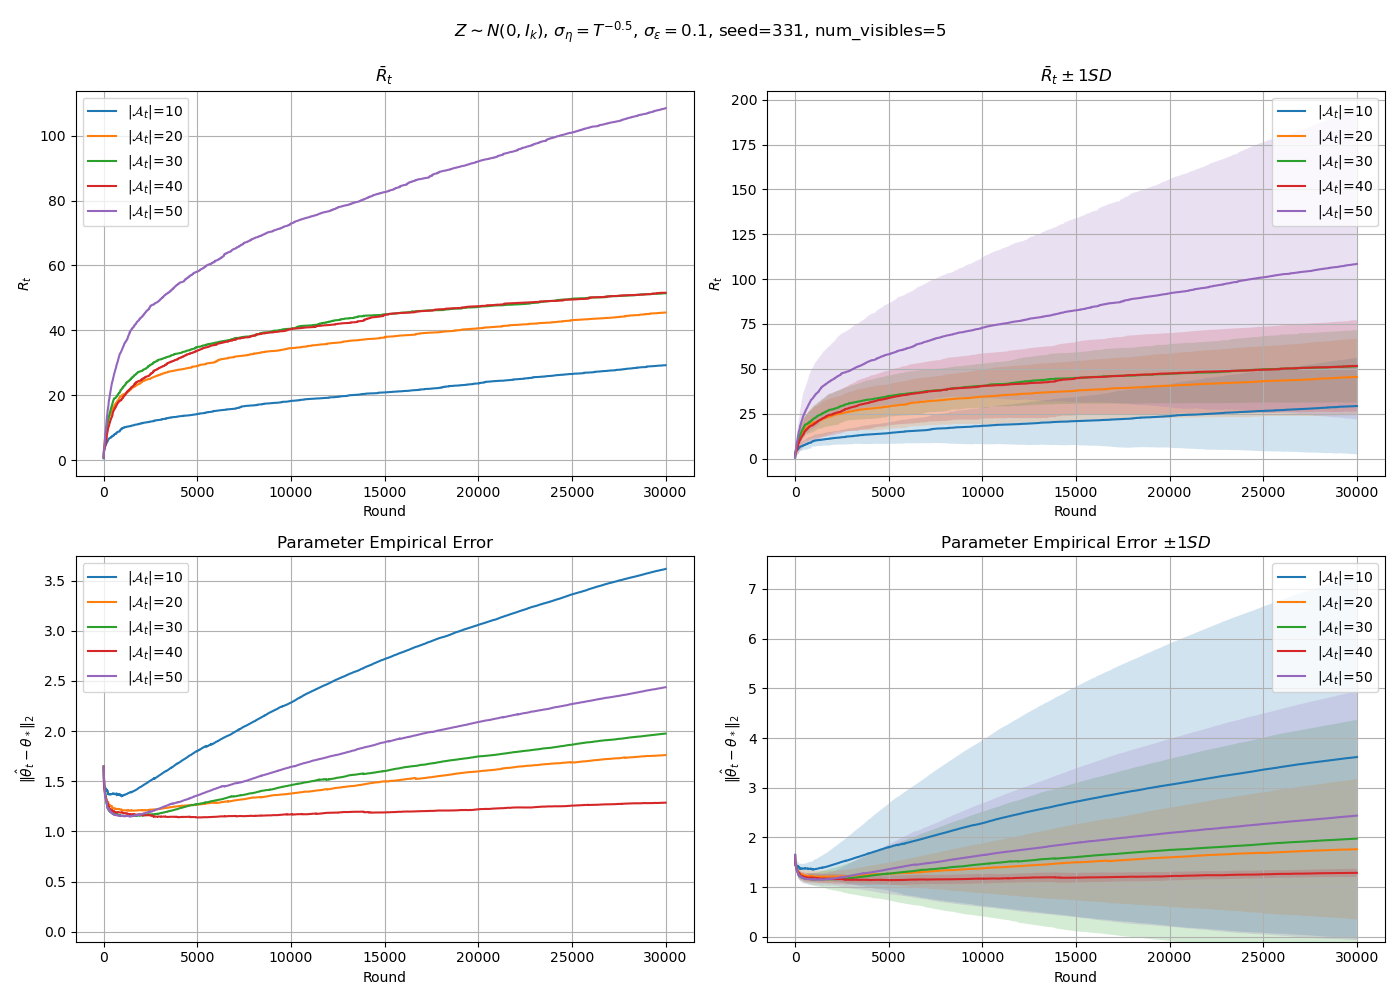 Z ∼ N(0, I_k), σ_η = T^{−0.5}, σ_ε = 0.1, seed=331, num_visibles=5
R̄_t
R_t
100
80
60
40
20
0
|𝒜_t|=10
|𝒜_t|=20
|𝒜_t|=30
|𝒜_t|=40
|𝒜_t|=50
0 5000 10000 15000 20000 25000 30000
Round
R̄_t ± 1SD
R_t
200
175
150
125
100
75
50
25
0
|𝒜_t|=10
|𝒜_t|=20
|𝒜_t|=30
|𝒜_t|=40
|𝒜_t|=50
0 5000 10000 15000 20000 25000 30000
Round
Parameter Empirical Error
‖θ̂_t − θ_*‖_2
3.5
3.0
2.5
2.0
1.5
1.0
0.5
0.0
|𝒜_t|=10
|𝒜_t|=20
|𝒜_t|=30
|𝒜_t|=40
|𝒜_t|=50
0 5000 10000 15000 20000 25000 30000
Round
Parameter Empirical Error ±1SD
‖θ̂_t − θ_*‖_2
7
6
5
4
3
2
1
0
|𝒜_t|=10
|𝒜_t|=20
|𝒜_t|=30
|𝒜_t|=40
|𝒜_t|=50
0 5000 10000 15000 20000 25000 30000
Round